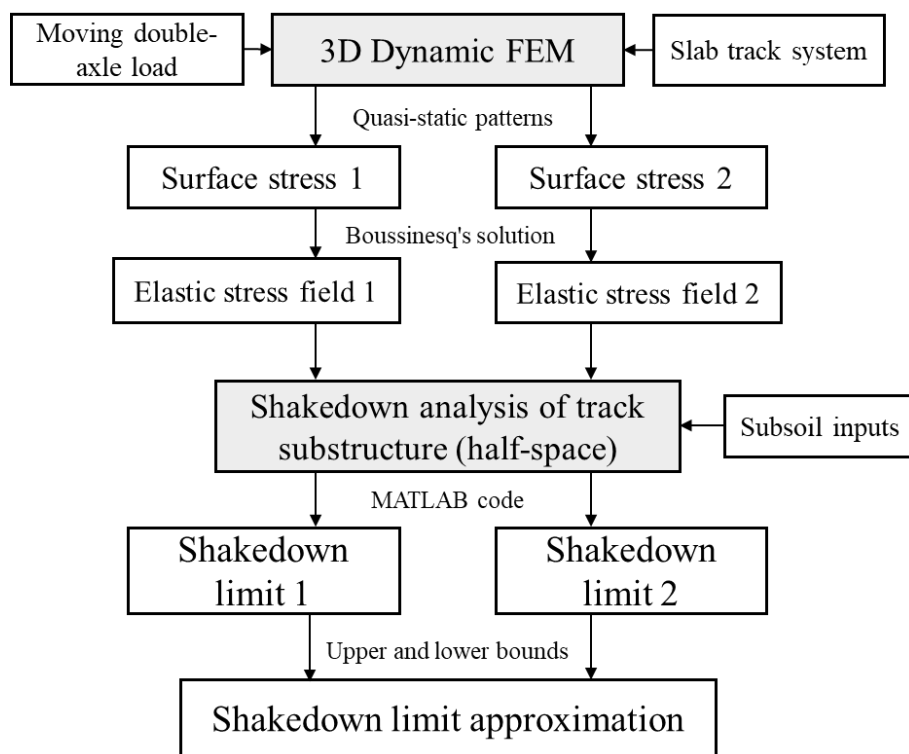 Moving double-
axle load
3D Dynamic FEM
Slab track system
Quasi-static patterns
Surface stress 1
Surface stress 2
Boussinesq's solution
Elastic stress field 1
Elastic stress field 2
Shakedown analysis of track
substructure (half-space)
Subsoil inputs
MATLAB code
Shakedown
limit 1
Shakedown
limit 2
Upper and lower bounds
Shakedown limit approximation